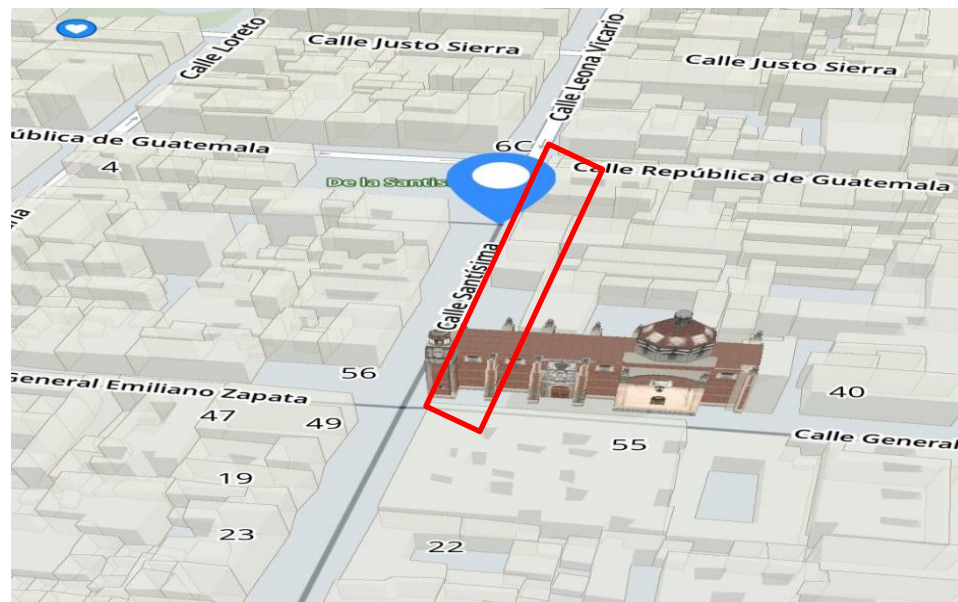 Calle Loreto
Calle Justo Sierra
Calle Leona Vicario
Calle Justo Sierra
ública de Guatemala
6C
4
De la Santis
Calle República de Guatemala
Calle Santísima
56
General Emiliano Zapata
47
49
40
55
Calle General
19
23
22